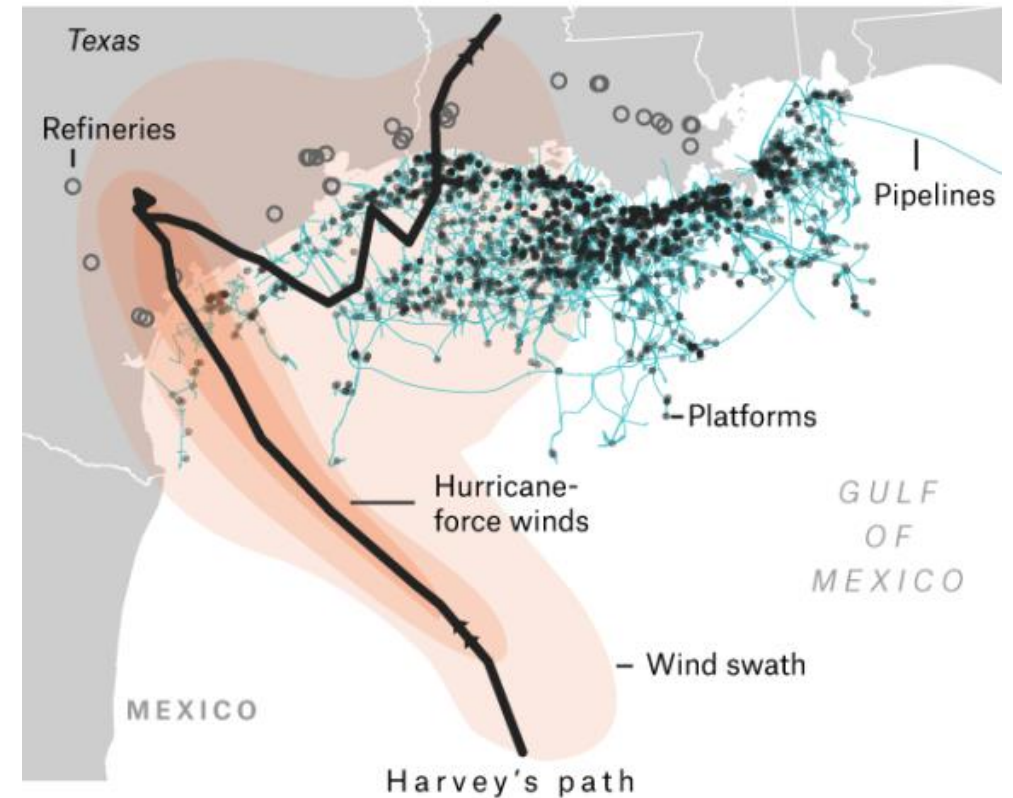 Texas
Refineries
Pipelines
Platforms
Hurricane-
force winds
GULF
OF
MEXICO
Wind swath
MEXICO
Harvey's path